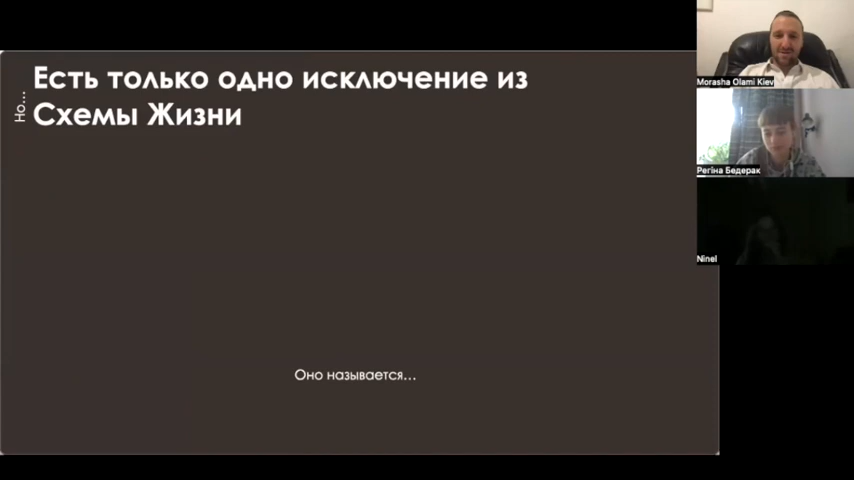 Но...
Есть только одно исключение из
Схемы Жизни
Оно называется...
Morasha Olami Kiev
Регіна Бедерак
Ninel